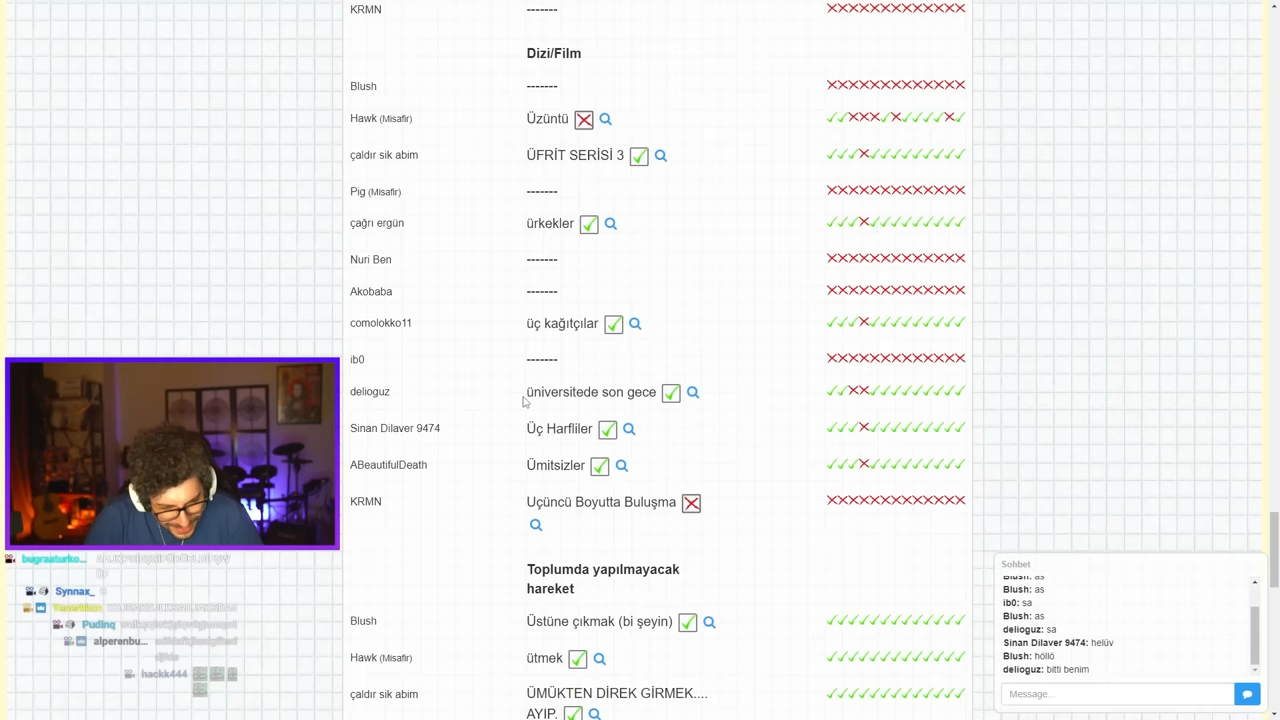 KRMN -------
Dizi/Film
Blush -------
Hawk (Misafir) Üzüntü
çaldır sik abim ÜFRİT SERİSİ 3
Pig (Misafir) -------
çağrı ergün ürkekler
Nuri Ben -------
Akobaba -------
comolokko11 üç kağıtçılar
ib0 -------
delioguz üniversitede son gece
Sinan Dilaver 9474 Üç Harfliler
ABeautifulDeath Ümitsizler
KRMN Uçüncü Boyutta Buluşma
Toplumda yapılmayacak
hareket
Blush Üstüne çıkmak (bi şeyin)
Hawk (Misafir) ütmek
çaldır sik abim ÜMÜKTEN DİREK GİRMEK....
AYIP.
Synnax_
Pudinq
alperenbu...
hackk444
Sohbet
Blush: as
Blush: as
ib0: sa
Blush: as
delioguz: sa
Sinan Dilaver 9474: helüv
Blush: höllö
delioguz: bitti benim
Message...